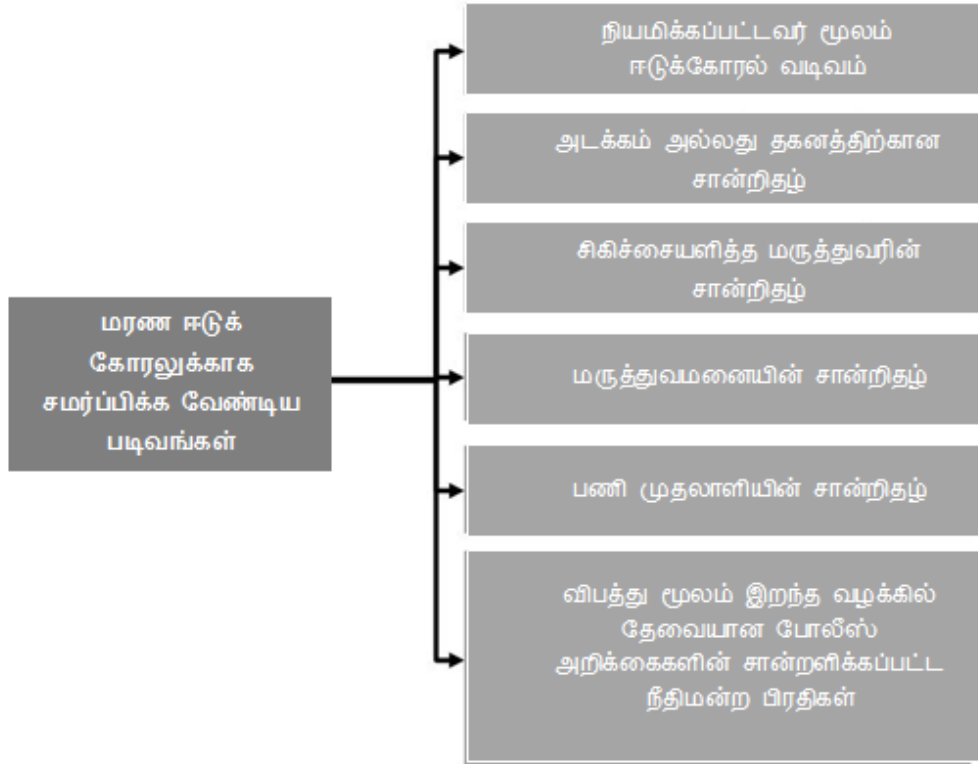 மரண ஈடுக்
கோரலுக்காக
சமர்ப்பிக்க வேண்டிய
படிவங்கள்
நியமிக்கப்பட்டவர் மூலம்
ஈடுக்கோரல் வடிவம்
அடக்கம் அல்லது தகனத்திற்கான
சான்றிதழ்
சிகிச்சையளித்த மருத்துவரின்
சான்றிதழ்
மருத்துவமனையின் சான்றிதழ்
பணி முதலாளியின் சான்றிதழ்
விபத்து மூலம் இறந்த வழக்கில்
தேவையான போலீஸ்
அறிக்கைகளின் சான்றளிக்கப்பட்ட
நீதிமன்ற பிரதிகள்